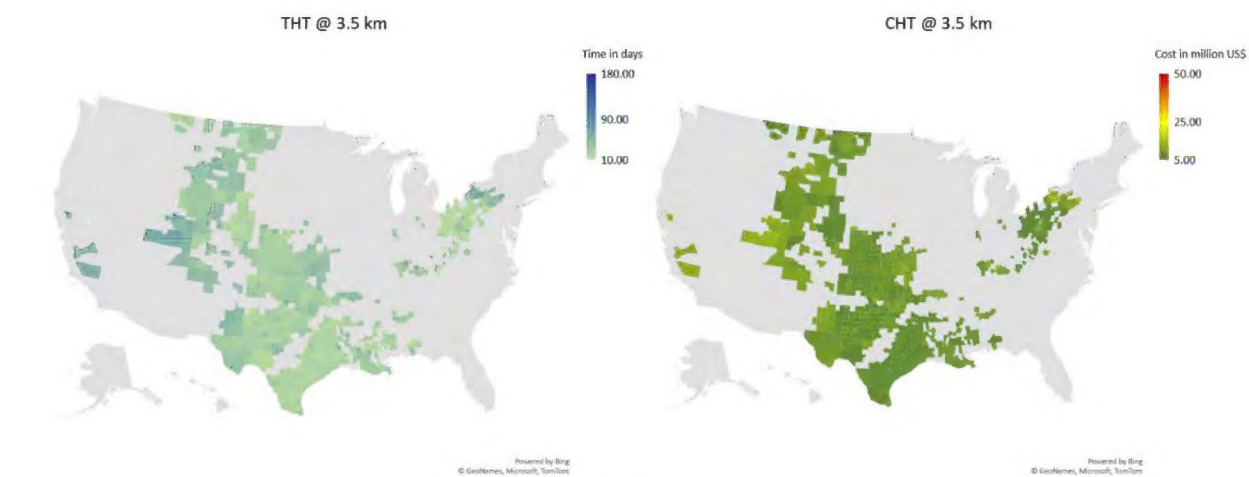 THT @ 3.5 km
Time in days
180.00
90.00
10.00
Powered by Bing
© GeoNames, Microsoft, TomTom
CHT @ 3.5 km
Cost in million US$
50.00
25.00
5.00
Powered by Bing
© GeoNames, Microsoft, TomTom